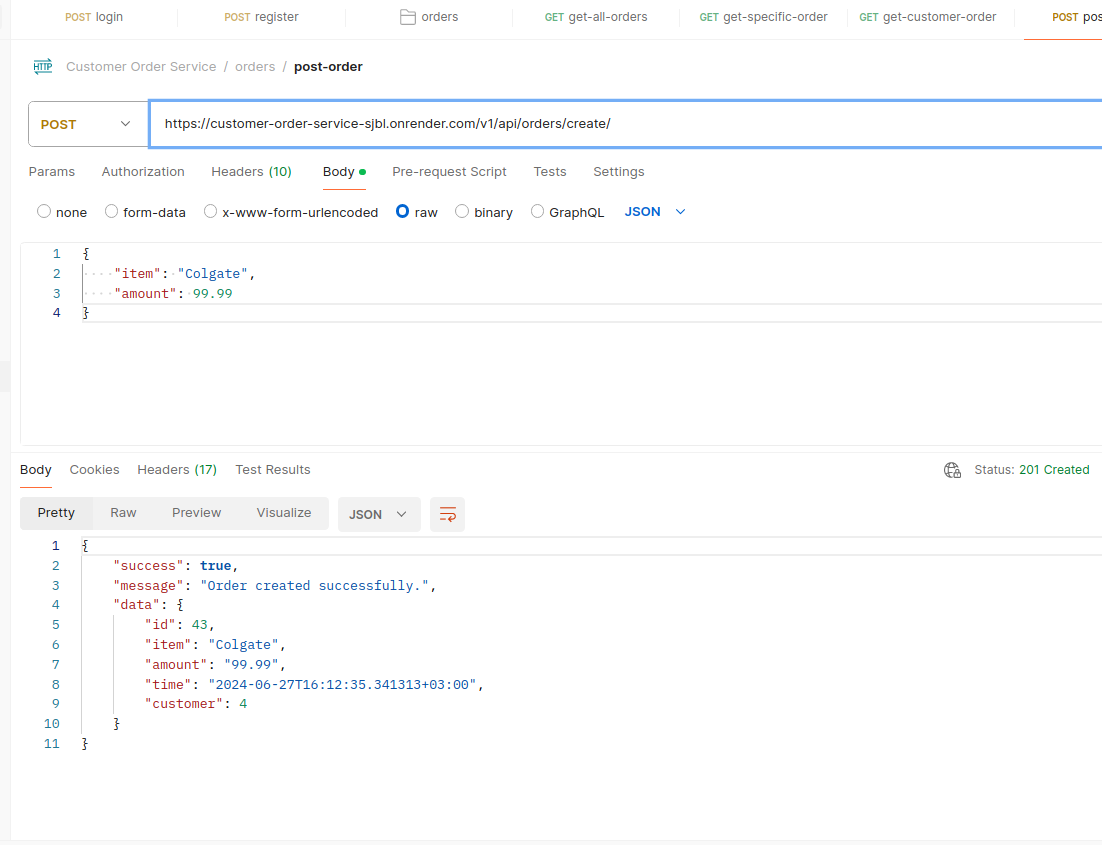 POST login POST register orders GET get-all-orders GET get-specific-order GET get-customer-order POST pos
HTTP Customer Order Service / orders / post-order
POST https://customer-order-service-sjbl.onrender.com/v1/api/orders/create/
Params Authorization Headers (10) Body Pre-request Script Tests Settings
none form-data x-www-form-urlencoded raw binary GraphQL JSON
1 {
2 "item": "Colgate",
3 "amount": 99.99
4 }
Body Cookies Headers (17) Test Results Status: 201 Created
Pretty Raw Preview Visualize JSON
1 {
2 "success": true,
3 "message": "Order created successfully.",
4 "data": {
5 "id": 43,
6 "item": "Colgate",
7 "amount": "99.99",
8 "time": "2024-06-27T16:12:35.341313+03:00",
9 "customer": 4
10 }
11 }